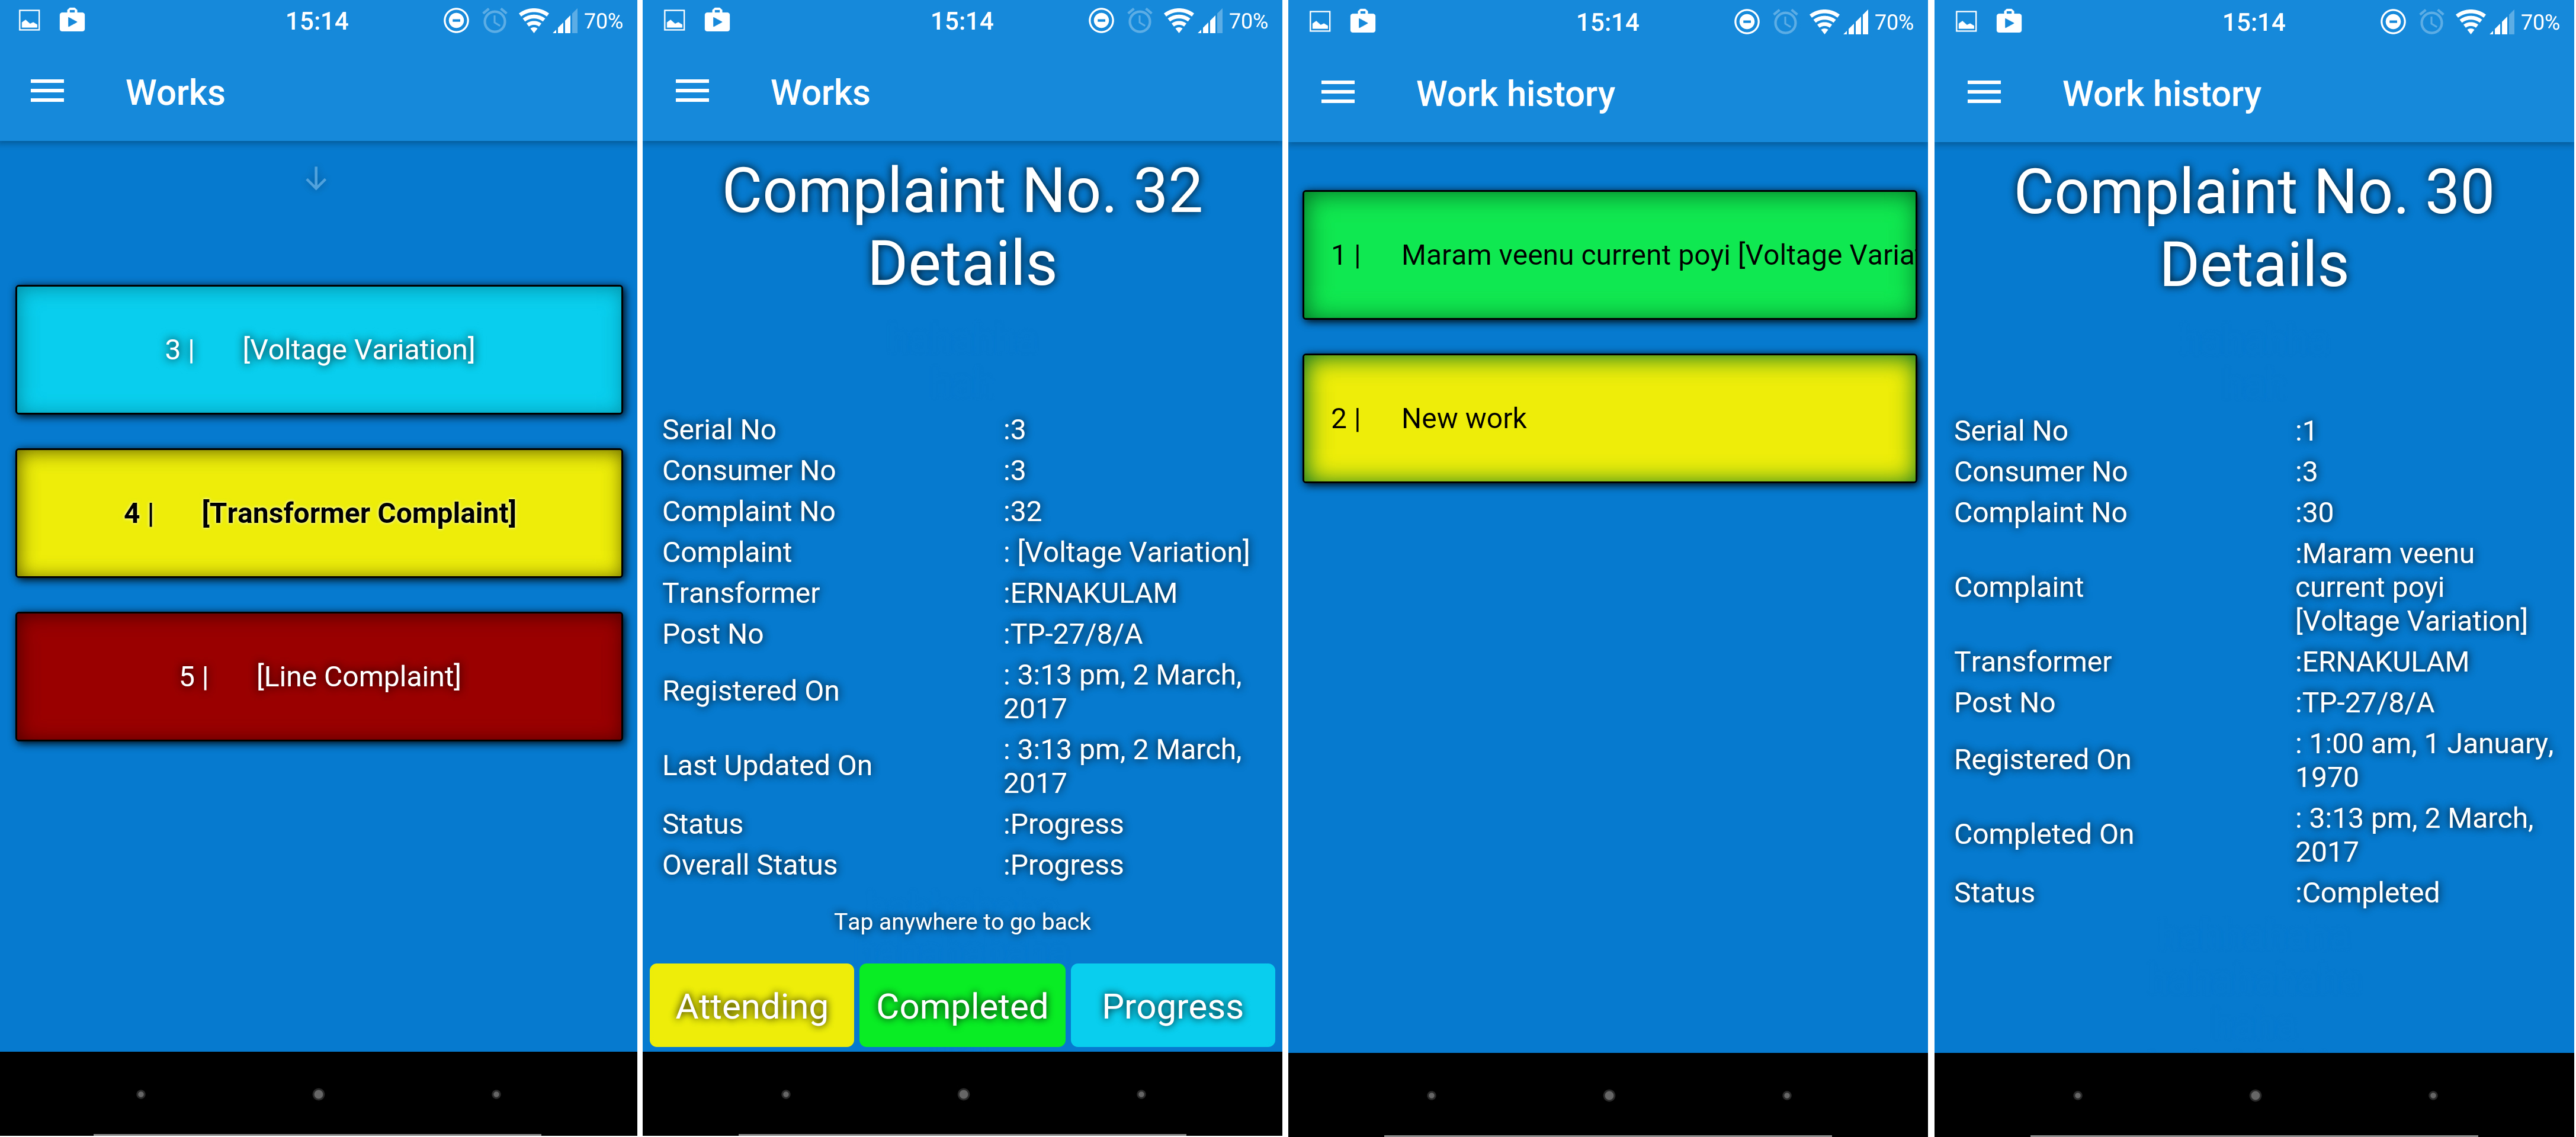 15:14
70%
Works
3 | [Voltage Variation]
4 | [Transformer Complaint]
5 | [Line Complaint]
15:14
70%
Works
Complaint No. 32
Details
Serial No :3
Consumer No :3
Complaint No :32
Complaint : [Voltage Variation]
Transformer :ERNAKULAM
Post No :TP-27/8/A
Registered On : 3:13 pm, 2 March,
2017
Last Updated On : 3:13 pm, 2 March,
2017
Status :Progress
Overall Status :Progress
Tap anywhere to go back
Attending Completed Progress
15:14
70%
Work history
1 | Maram veenu current poyi [Voltage Varia
2 | New work
15:14
70%
Work history
Complaint No. 30
Details
Serial No :1
Consumer No :3
Complaint No :30
Complaint :Maram veenu
current poyi
[Voltage Variation]
Transformer :ERNAKULAM
Post No :TP-27/8/A
Registered On : 1:00 am, 1 January,
1970
Completed On : 3:13 pm, 2 March,
2017
Status :Completed